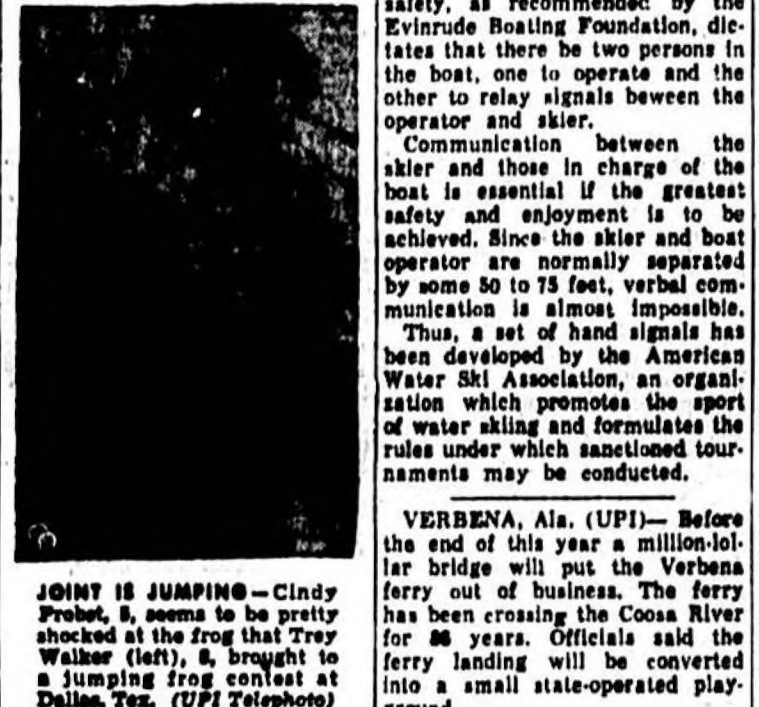 JOINT IS JUMPING—Cindy
seems to be pretty
shocked at the frog that Trey
Walker (left), brought to
a jumping frog contest at
Dallas, Tex. (UPI Telephoto)
safety, as recommended by the
Evinrude Boating Foundation, dic-
tates that there be two persons in
the boat, one to operate and the
other to relay signals beween the
operator and skier.
Communication between the
skier and those in charge of the
boat is essential if the greatest
safety and enjoyment is to be
achieved. Since the skier and boat
operator are normally separated
by some 50 to 75 feet, verbal com-
munication is almost impossible.
Thus, a set of hand signals has
been developed by the American
Water Ski Association, an organi-
zation which promotes the sport
of water skiing and formulates the
rules under which sanctioned tour-
naments may be conducted.
VERBENA, Ala. (UPI)— Before
the end of this year a million-lol-
lar bridge will put the Verbena
ferry out of business. The ferry
has been crossing the Coosa River
for years. Officials said the
ferry landing will be converted
into a small state-operated play-
ground.